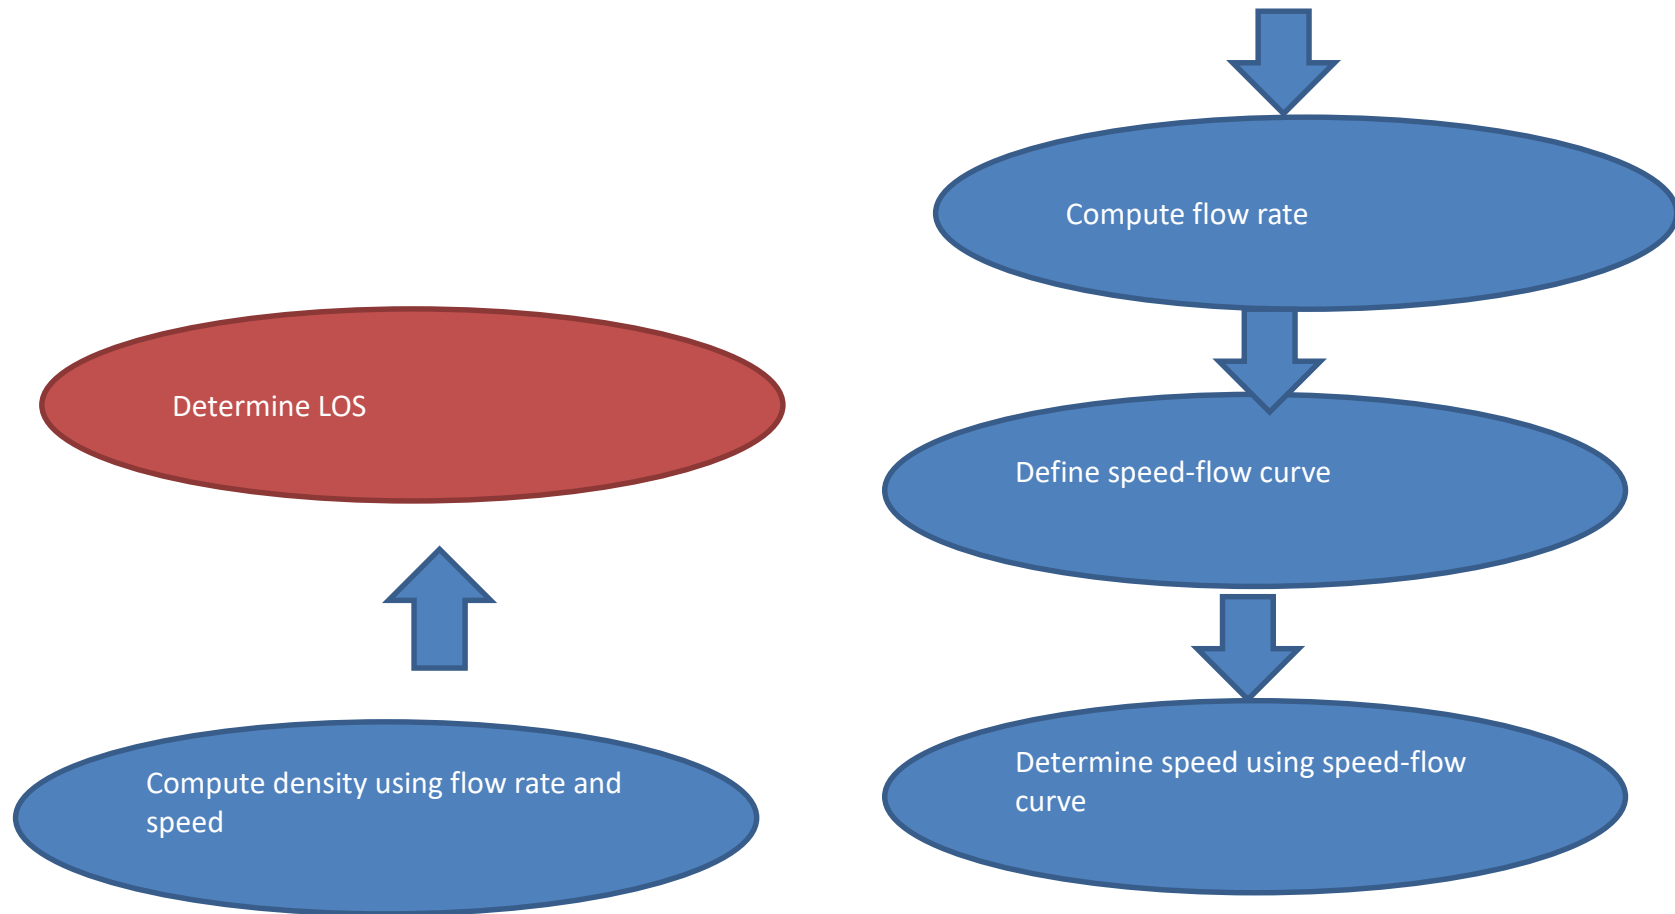 Compute flow rate
Determine LOS
Define speed-flow curve
Determine speed using speed-flow
curve
Compute density using flow rate and
speed